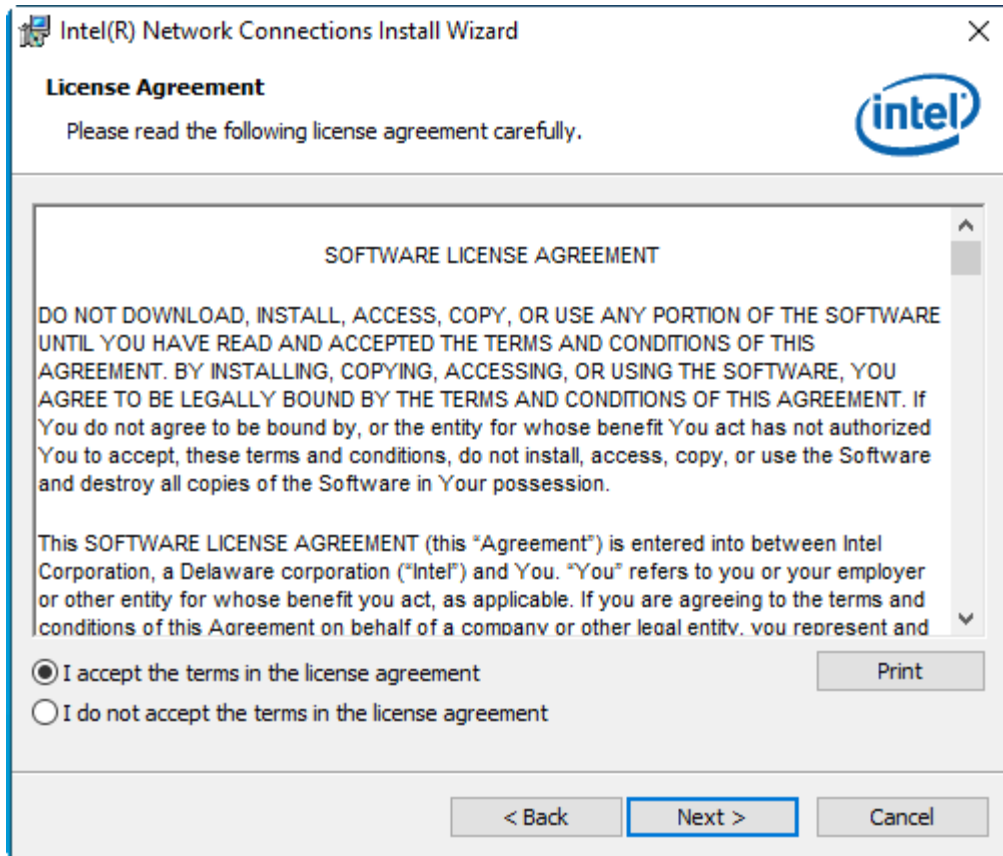 Intel(R) Network Connections Install Wizard
License Agreement
Please read the following license agreement carefully.
intel
SOFTWARE LICENSE AGREEMENT
DO NOT DOWNLOAD, INSTALL, ACCESS, COPY, OR USE ANY PORTION OF THE SOFTWARE
UNTIL YOU HAVE READ AND ACCEPTED THE TERMS AND CONDITIONS OF THIS
AGREEMENT. BY INSTALLING, COPYING, ACCESSING, OR USING THE SOFTWARE, YOU
AGREE TO BE LEGALLY BOUND BY THE TERMS AND CONDITIONS OF THIS AGREEMENT. If
You do not agree to be bound by, or the entity for whose benefit You act has not authorized
You to accept, these terms and conditions, do not install, access, copy, or use the Software
and destroy all copies of the Software in Your possession.
This SOFTWARE LICENSE AGREEMENT (this “Agreement”) is entered into between Intel
Corporation, a Delaware corporation (“Intel”) and You. “You” refers to you or your employer
or other entity for whose benefit you act, as applicable. If you are agreeing to the terms and
conditions of this Agreement on behalf of a company or other legal entity, you represent and
I accept the terms in the license agreement
Print
I do not accept the terms in the license agreement
< Back
Next >
Cancel